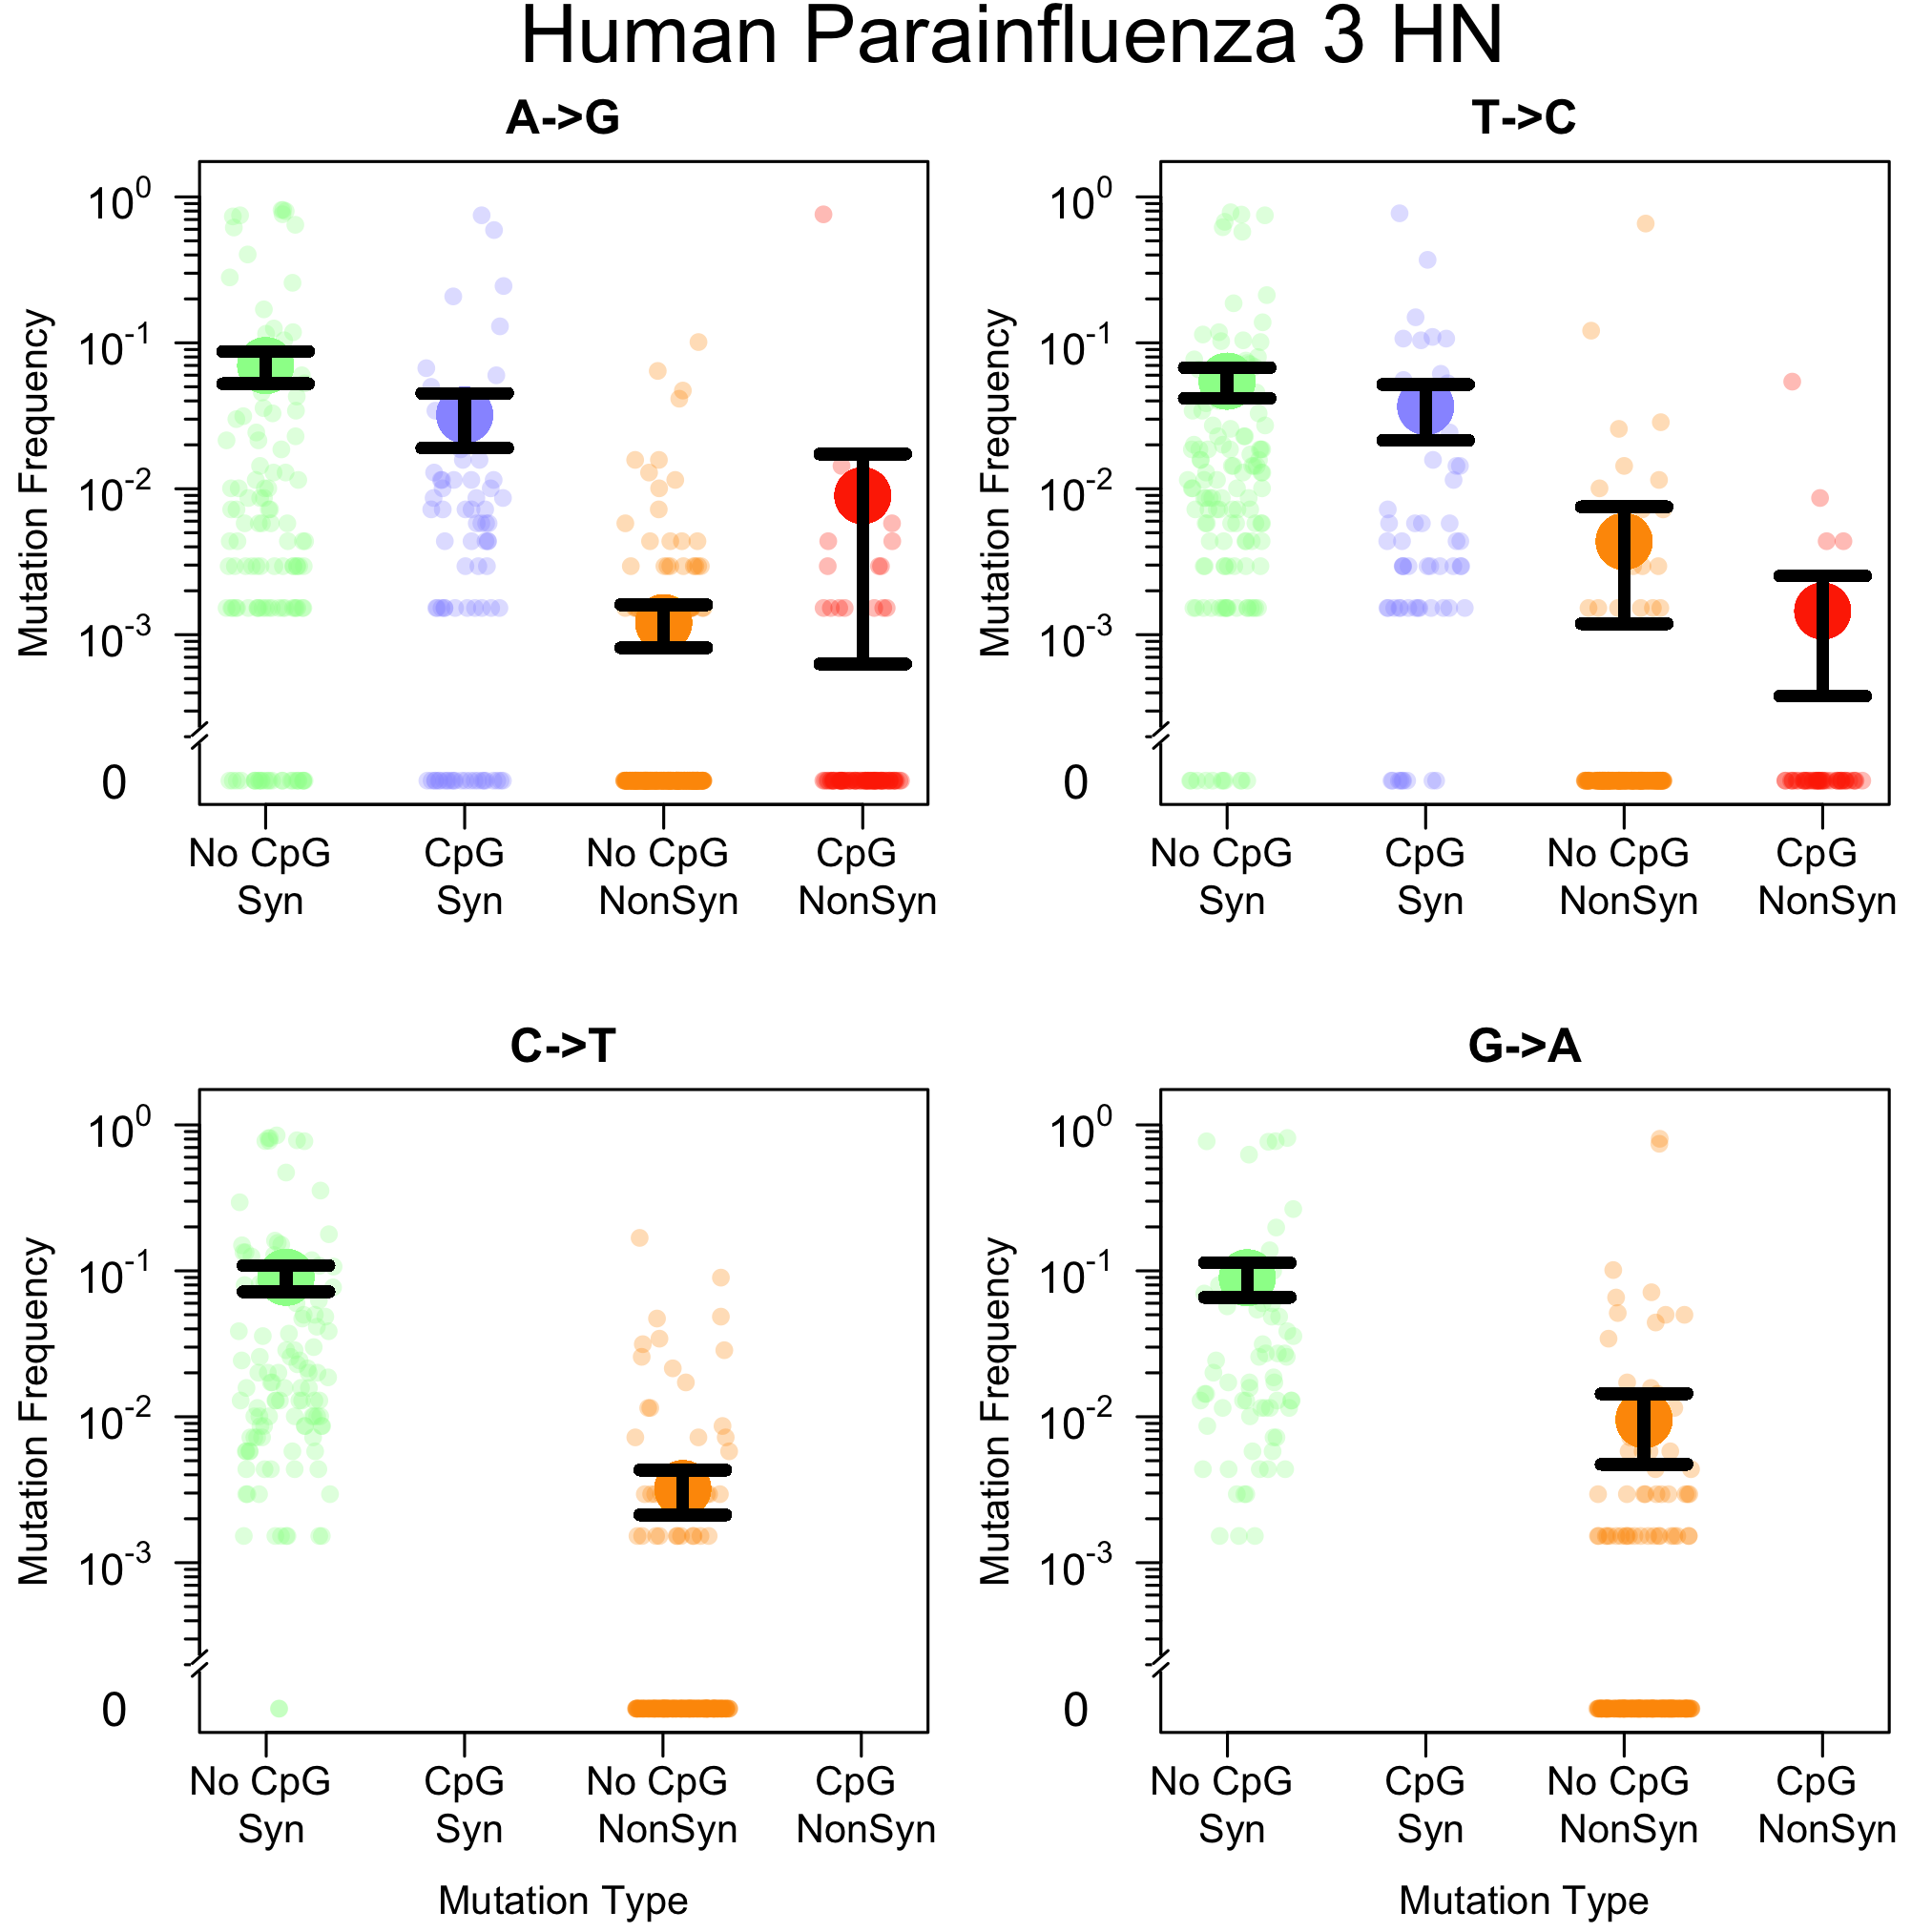 Human Parainfluenza 3 HN
A->G
Mutation Frequency
10^0
10^-1
10^-2
10^-3
0
No CpG
Syn
CpG
Syn
No CpG
NonSyn
CpG
NonSyn
T->C
Mutation Frequency
10^0
10^-1
10^-2
10^-3
0
No CpG
Syn
CpG
Syn
No CpG
NonSyn
CpG
NonSyn
C->T
Mutation Frequency
10^0
10^-1
10^-2
10^-3
0
No CpG
Syn
CpG
Syn
No CpG
NonSyn
CpG
NonSyn
Mutation Type
G->A
Mutation Frequency
10^0
10^-1
10^-2
10^-3
0
No CpG
Syn
CpG
Syn
No CpG
NonSyn
CpG
NonSyn
Mutation Type